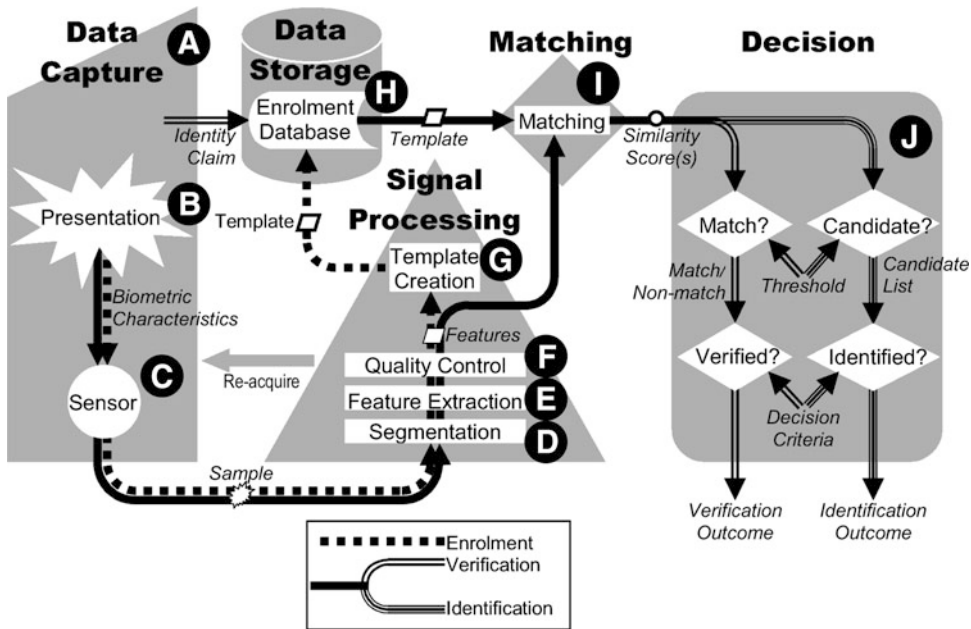 Data
Capture
A
Data
Storage
H
Enrolment
Database
Identity
Claim
Template
Matching
I
Matching
Similarity
Score(s)
Decision
J
Presentation
B
Biometric
Characteristics
Sensor
C
Sample
Re-acquire
Signal
Processing
Template
Template
Creation
G
Features
Quality Control
F
Feature Extraction
E
Segmentation
D
Match?
Candidate?
Match/
Non-match
Threshold
Candidate
List
Verified?
Identified?
Decision
Criteria
Verification
Outcome
Identification
Outcome
Enrolment
Verification
Identification